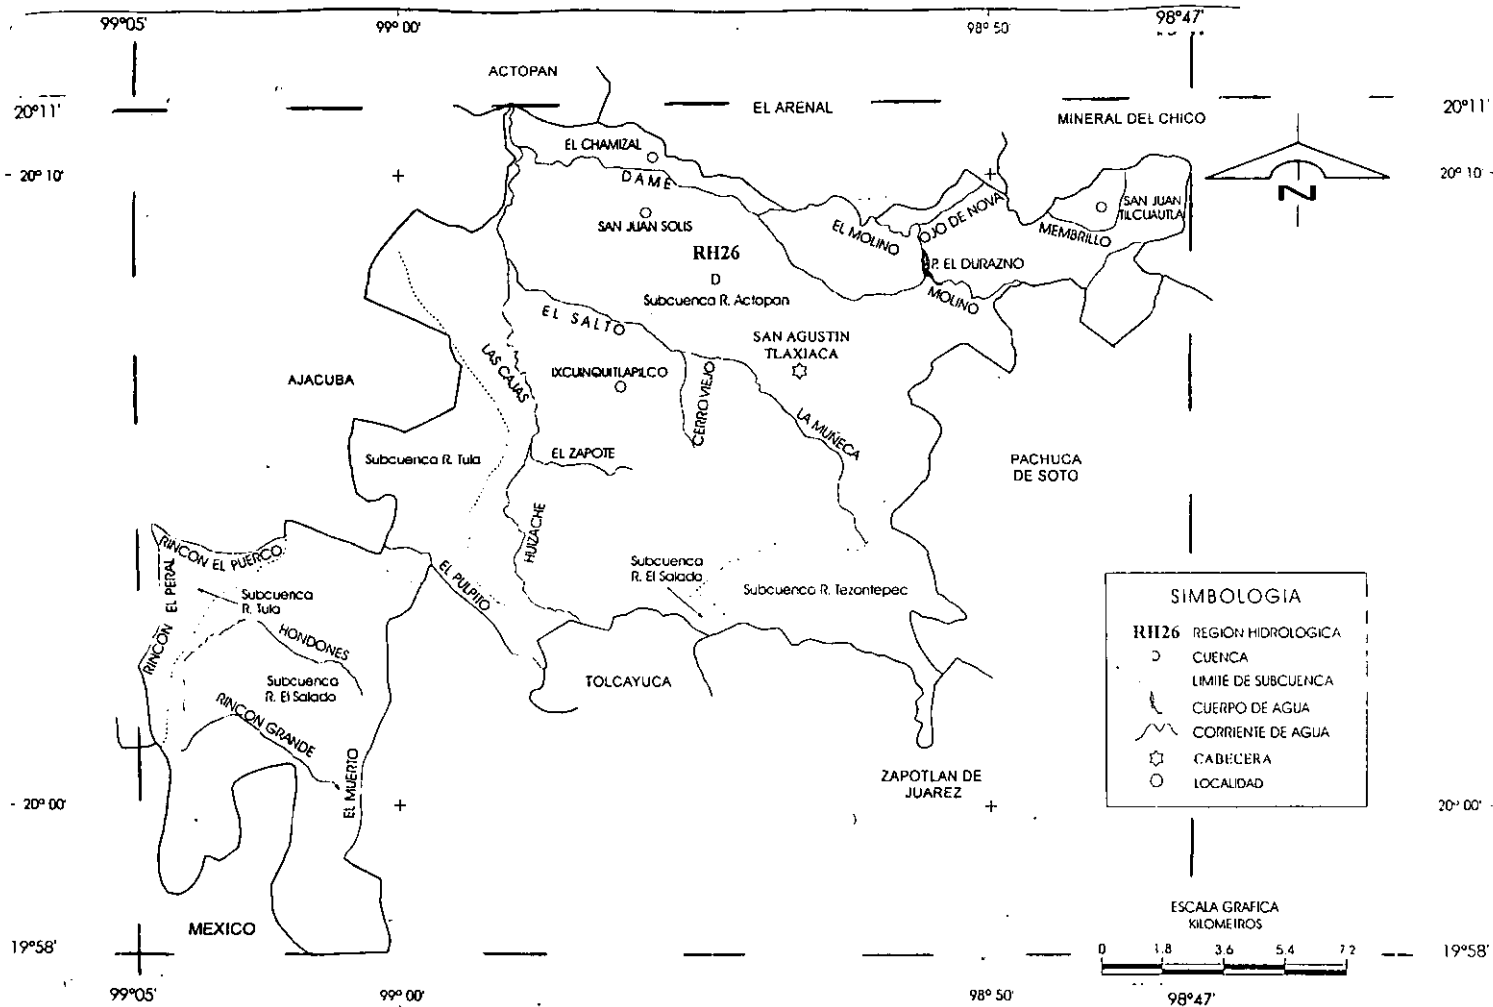 99°05'
99° 00'
98° 50'
98°47'
ACTOPAN
20°11'
EL ARENAL
MINERAL DEL CHICO
20°11'
EL CHAMIZAL
20° 10'
DAME
20° 10'
N
SAN JUAN SOLIS
EL MOLINO
OJO DE NOVA
MEMBRILLO
SAN JUAN
TILCUAUTLA
RH26
P. EL DURAZNO
D
Subcuenca R. Actopan
MOLINO
EL SALTO
SAN AGUSTIN
TLAXIACA
LAS CAJAS
IXCUINQUITLAPILCO
AJACUBA
CERRO VIEJO
LA MUÑECA
Subcuenca R. Tula
EL ZAPOTE
PACHUCA
DE SOTO
HUIZACHE
RINCON EL PUERCO
RINCON EL PERAL
EL PULPITO
Subcuenca
R. El Salado
Subcuenca R. Tezontepec
Subcuenca
R. Tula
HONDONES
Subcuenca
R. El Salado
TOLCAYUCA
RINCON GRANDE
EL MUERTO
ZAPOTLAN DE
JUAREZ
SIMBOLOGIA
RH26 REGION HIDROLOGICA
D CUENCA
LIMITE DE SUBCUENCA
CUERPO DE AGUA
CORRIENTE DE AGUA
CABECERA
LOCALIDAD
20° 00'
20° 00'
MEXICO
ESCALA GRAFICA
KILOMETROS
0 1.8 3.6 5.4 7.2
19°58'
19°58'
99°05'
99° 00'
98° 50'
98°47'